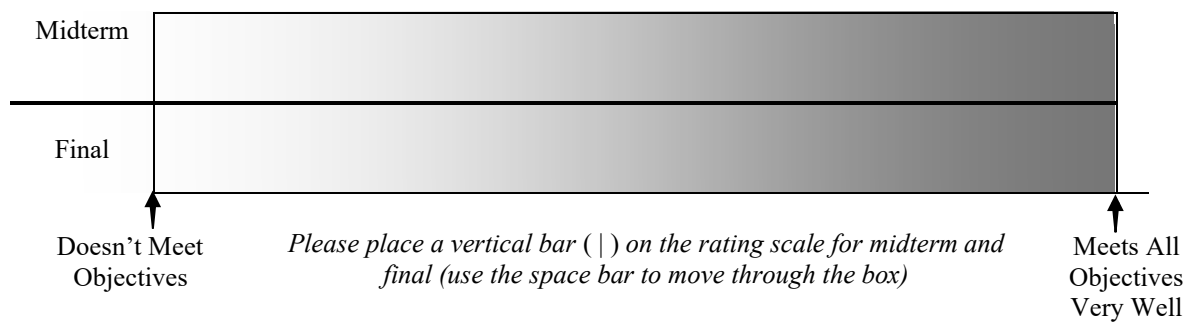 Midterm
Final
Doesn’t Meet
Objectives
Please place a vertical bar ( | ) on the rating scale for midterm and
final (use the space bar to move through the box)
Meets All
Objectives
Very Well